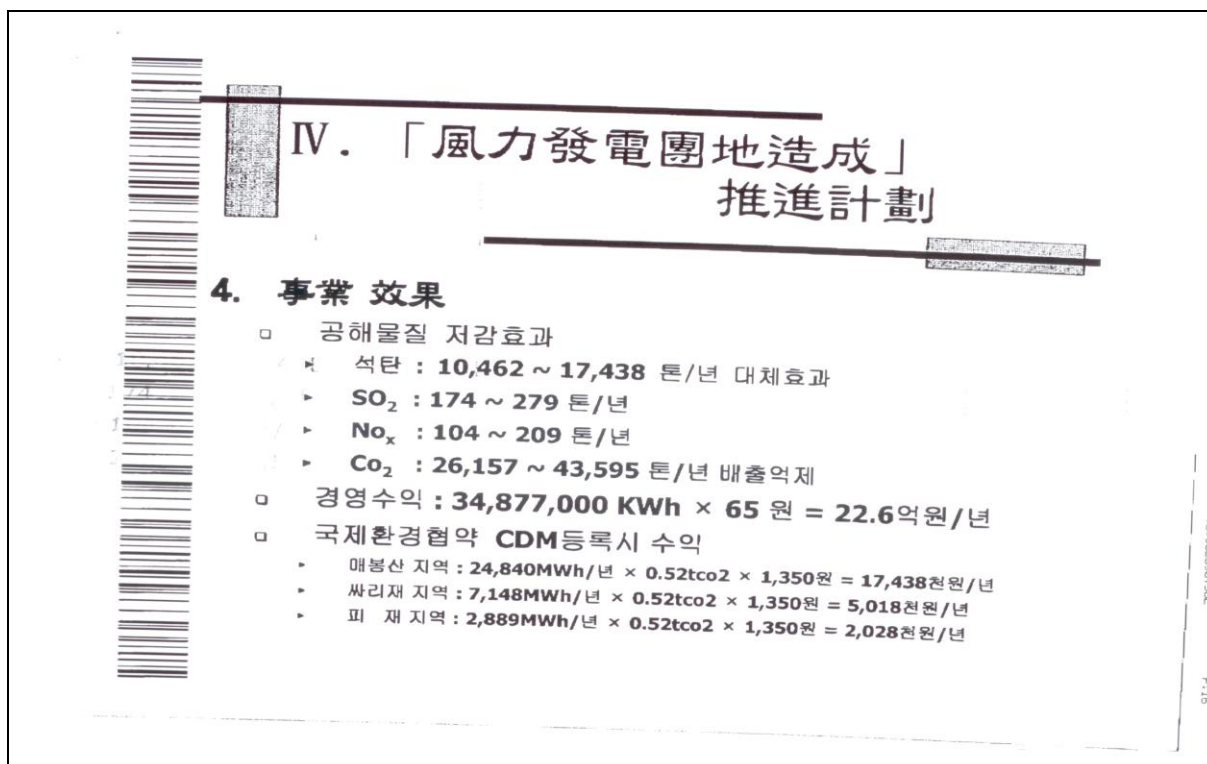 Ⅳ. 「風力發電團地造成」
推進計劃
4. 事業 效果
□ 공해물질 저감효과
► 석탄 : 10,462 ~ 17,438 톤/년 대체효과
► SO₂ : 174 ~ 279 톤/년
► Noₓ : 104 ~ 209 톤/년
► Co₂ : 26,157 ~ 43,595 톤/년 배출억제
□ 경영수익 : 34,877,000 KWh × 65 원 = 22.6억원/년
□ 국제환경협약 CDM등록시 수익
► 매봉산 지역 : 24,840MWh/년 × 0.52tco2 × 1,350원 = 17,438천원/년
► 싸리재 지역 : 7,148MWh/년 × 0.52tco2 × 1,350원 = 5,018천원/년
► 피 재 지역 : 2,889MWh/년 × 0.52tco2 × 1,350원 = 2,028천원/년